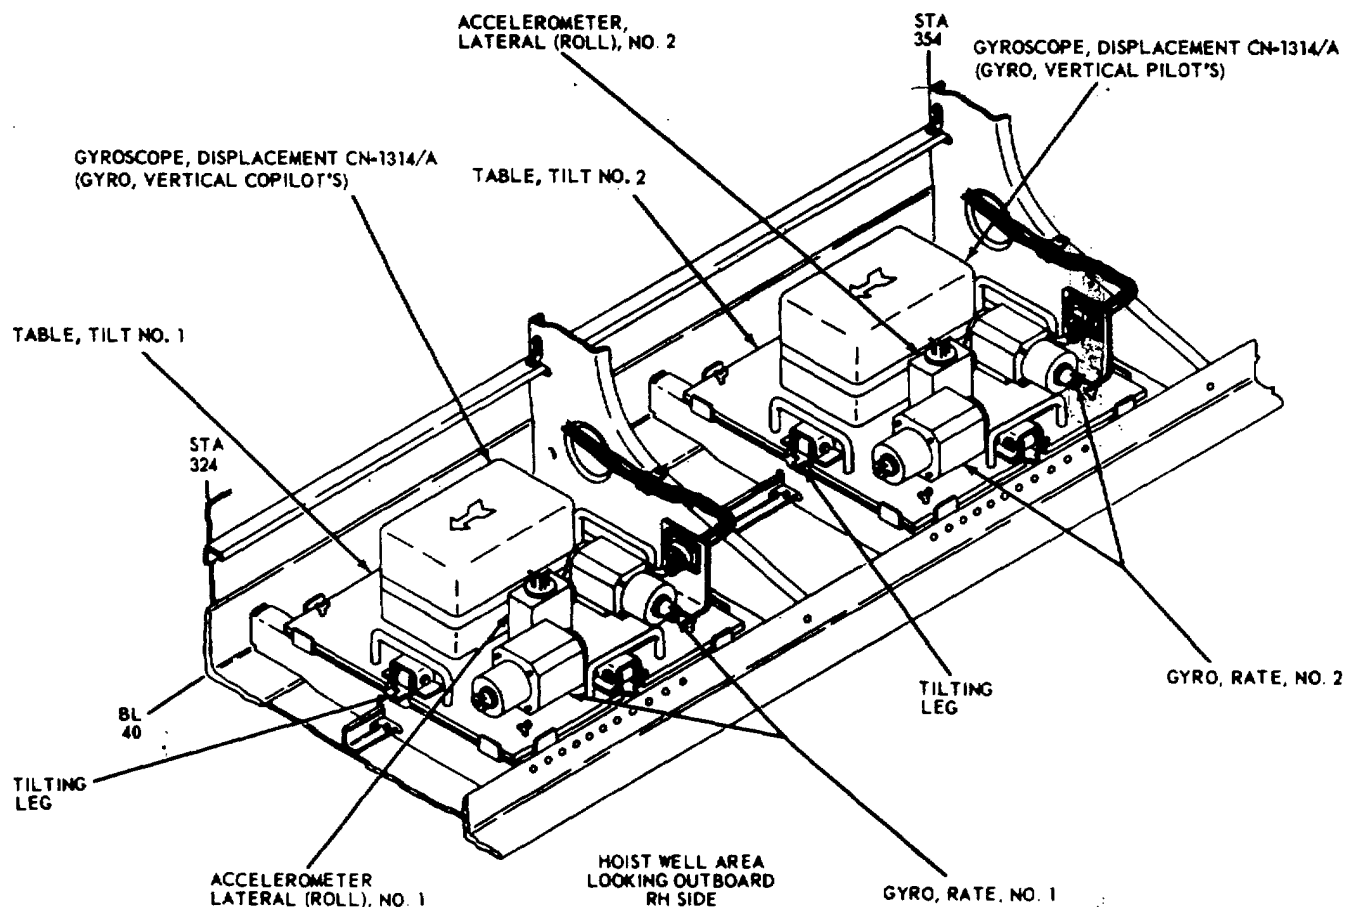 ACCELEROMETER,
LATERAL (ROLL), NO. 2
STA
354
GYROSCOPE, DISPLACEMENT CN-1314/A
(GYRO, VERTICAL PILOT'S)
GYROSCOPE, DISPLACEMENT CN-1314/A
(GYRO, VERTICAL COPILOT'S)
TABLE, TILT NO. 2
TABLE, TILT NO. 1
STA
324
BL
40
TILTING
LEG
GYRO, RATE, NO. 2
TILTING
LEG
ACCELEROMETER
LATERAL (ROLL), NO. 1
HOIST WELL AREA
LOOKING OUTBOARD
RH SIDE
GYRO, RATE, NO. 1